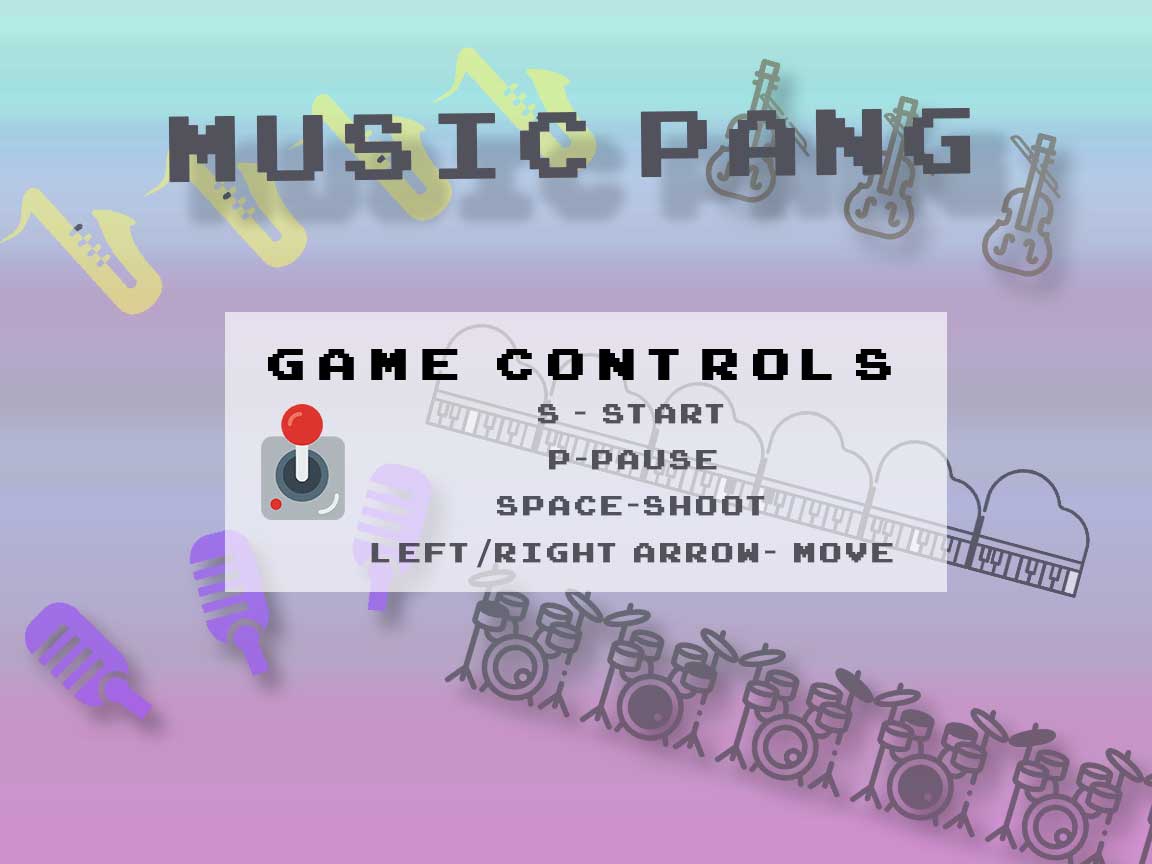 MUSIC PANG
GAME CONTROLS
S - START
P-PAUSE
SPACE-SHOOT
LEFT/RIGHT ARROW- MOVE